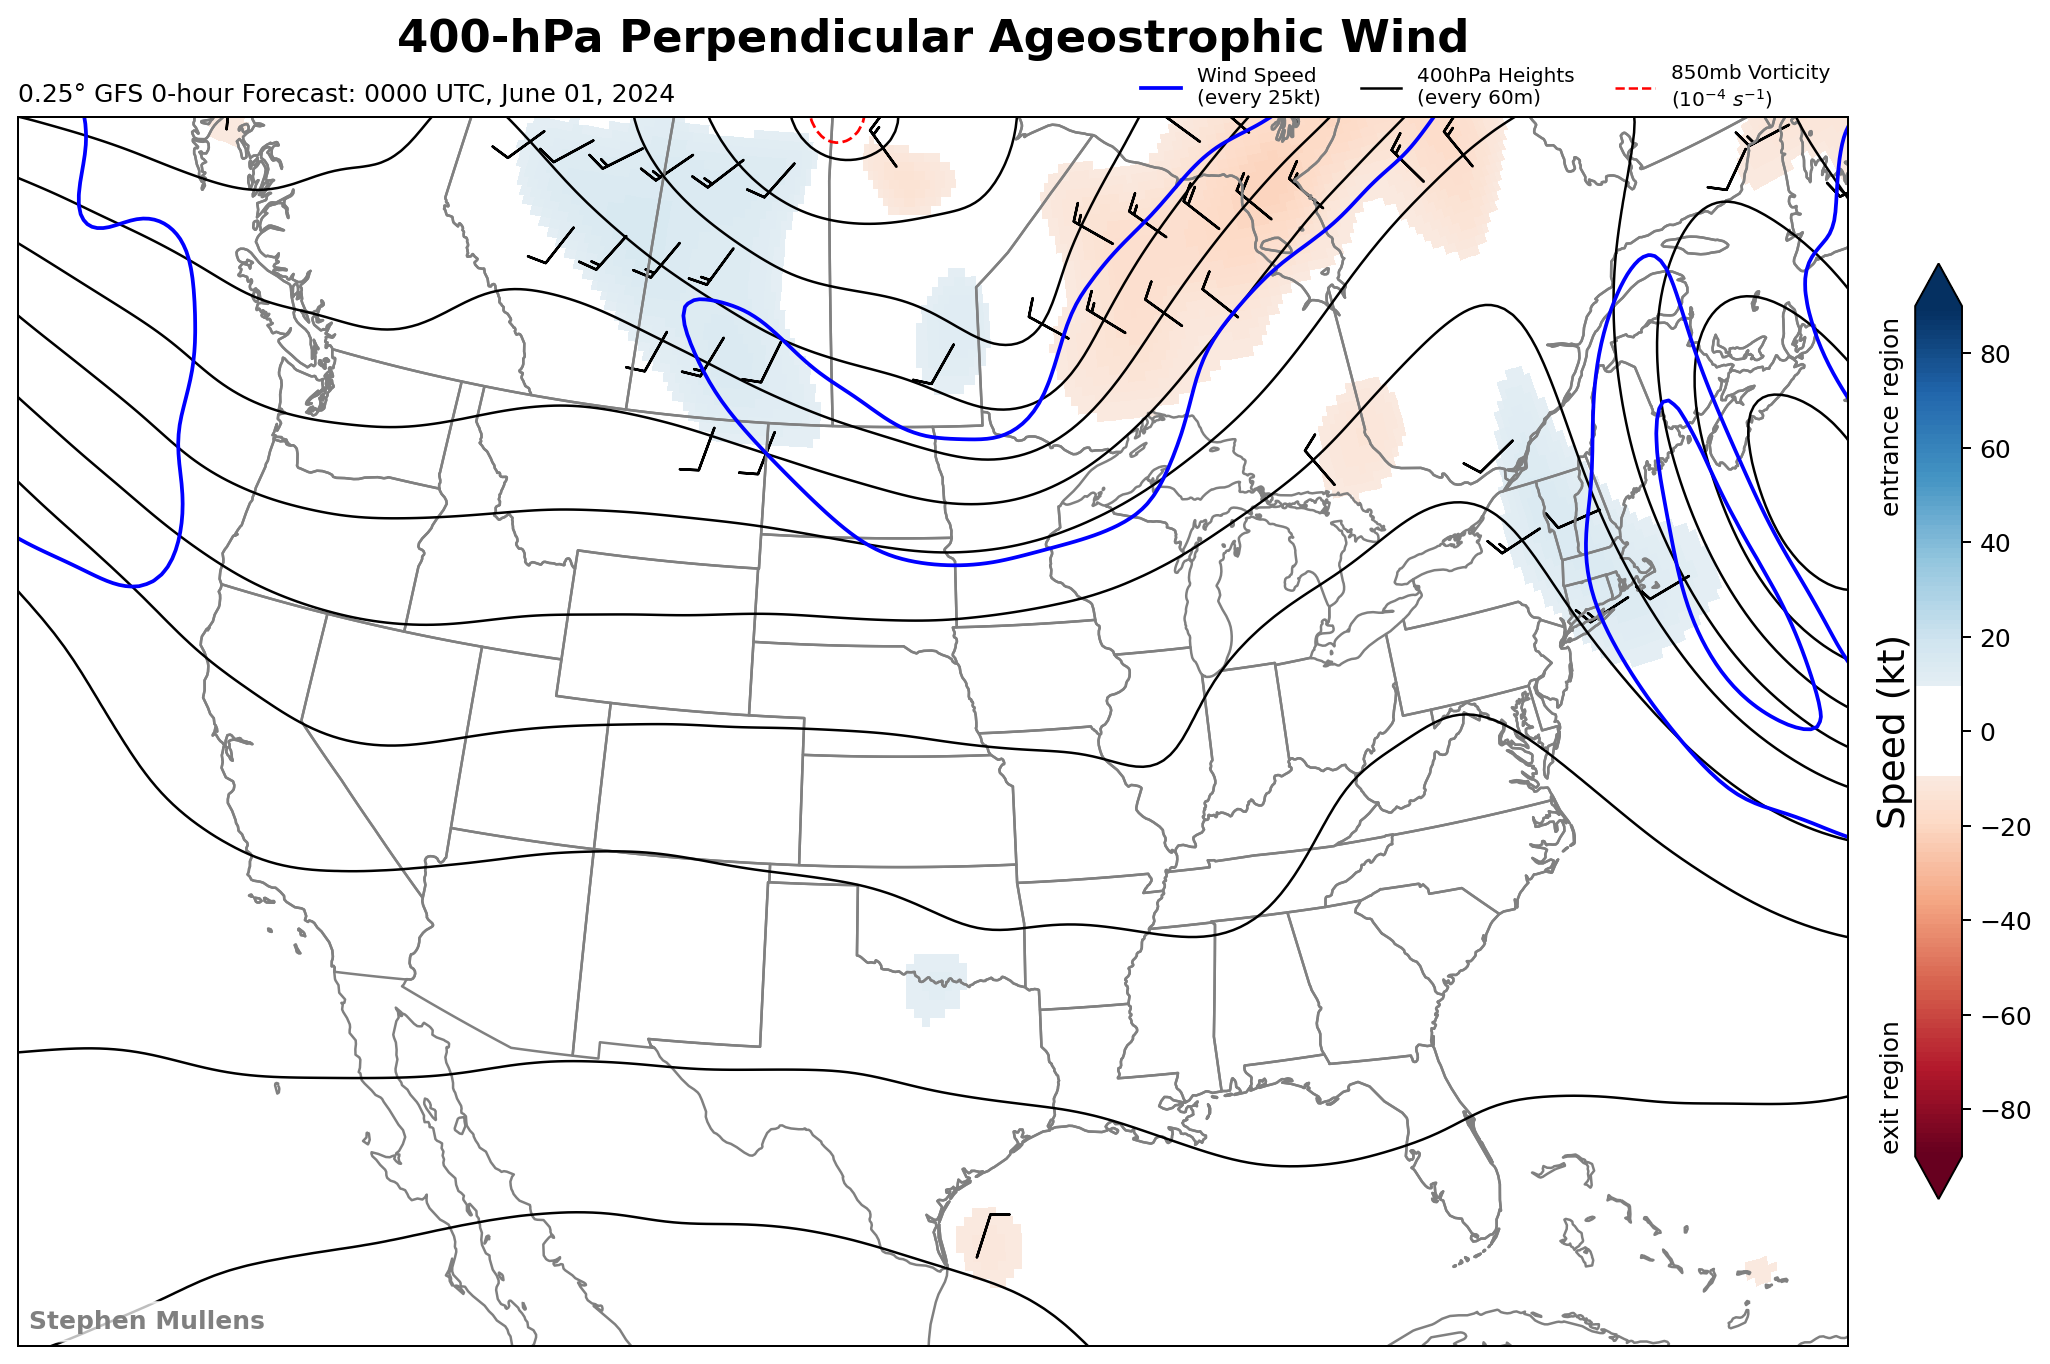 400-hPa Perpendicular Ageostrophic Wind
0.25° GFS 0-hour Forecast: 0000 UTC, June 01, 2024
Wind Speed
(every 25kt)
400hPa Heights
(every 60m)
850mb Vorticity
(10⁻⁴ s⁻¹)
entrance region
Speed (kt)
exit region
80
60
40
20
0
−20
−40
−60
−80
Stephen Mullens